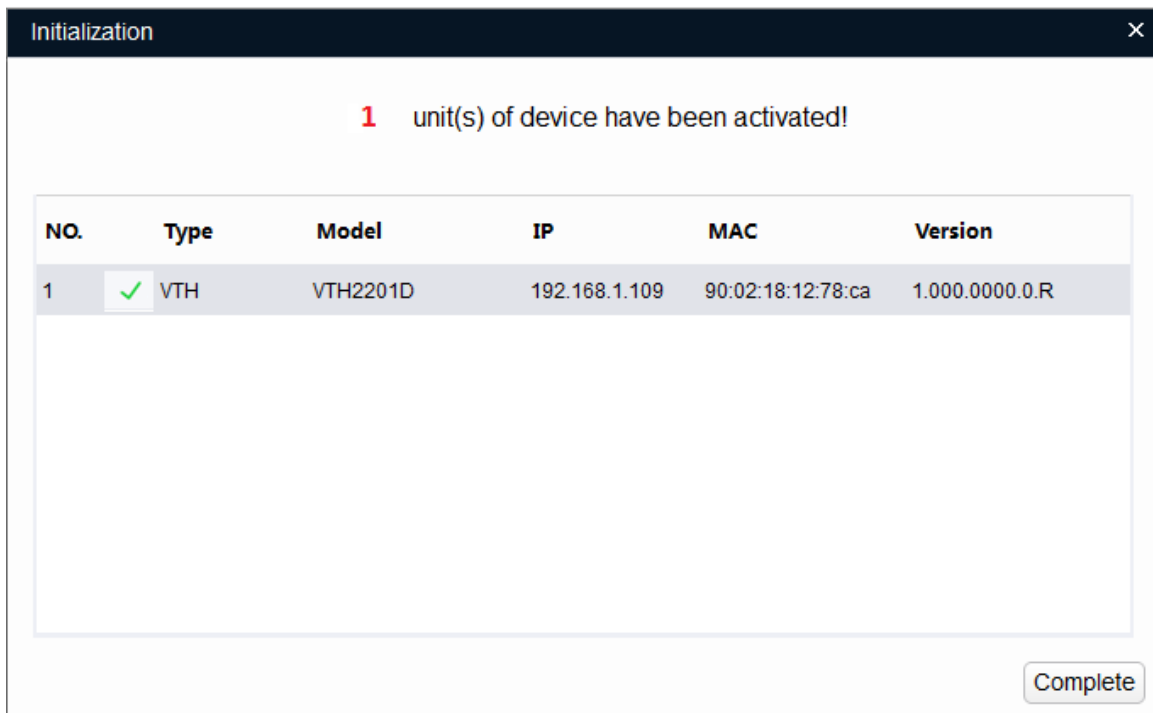 Initialization
1 unit(s) of device have been activated!
NO. Type Model IP MAC Version
1 VTH VTH2201D 192.168.1.109 90:02:18:12:78:ca 1.000.0000.0.R
Complete